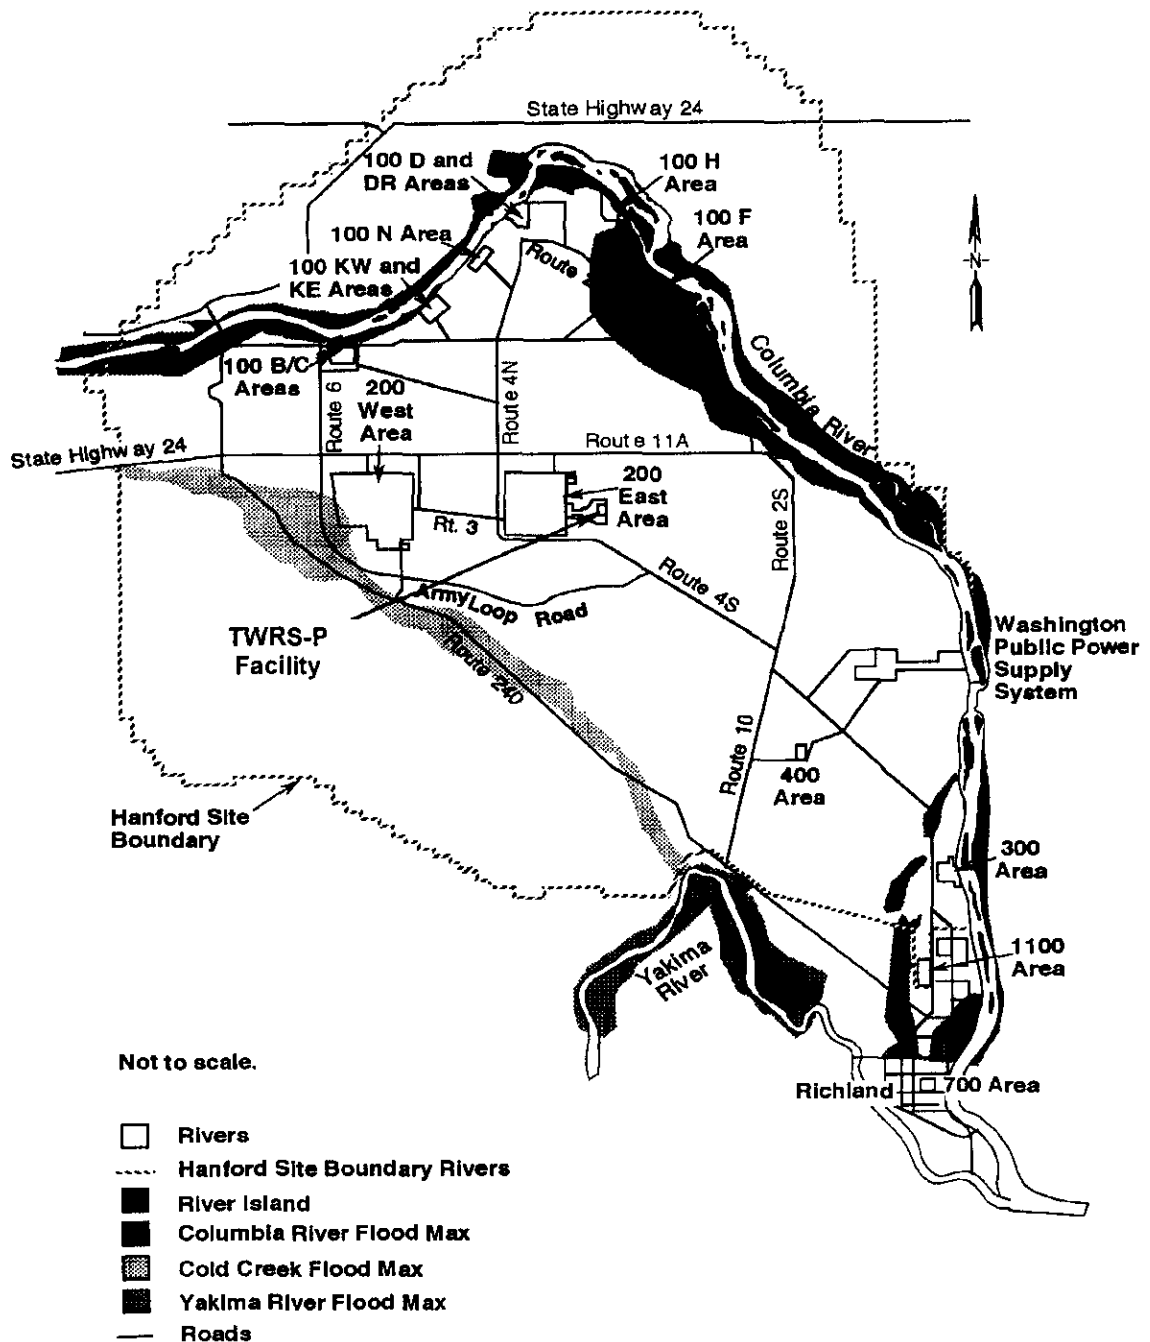 State Highway 24
100 D and
DR Areas
100 H
Area
100 N Area
100 F
Area
100 KW and
KE Areas
Route
N
100 B/C
Areas
Route 6
200
West
Area
Route 4N
Columbia River
State Highway 24
Route 11A
200
East
Area
Rt. 3
Route 2S
Army Loop Road
Route 4S
TWRS-P
Facility
Route 240
Washington
Public Power
Supply
System
Route 10
400
Area
Hanford Site
Boundary
300
Area
Yakima
River
1100
Area
Richland
700 Area
Not to scale.
Rivers
Hanford Site Boundary Rivers
River Island
Columbia River Flood Max
Cold Creek Flood Max
Yakima River Flood Max
Roads